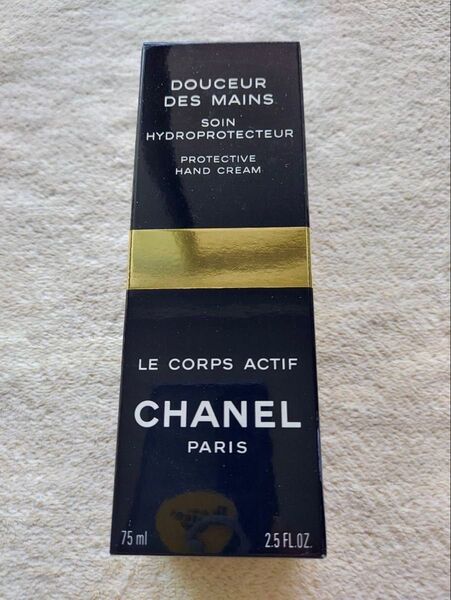 DOUCEUR
DES MAINS
SOIN
HYDROPROTECTEUR
PROTECTIVE
HAND CREAM
LE CORPS ACTIF
CHANEL
PARIS
75 ml 2.5 FL.OZ.